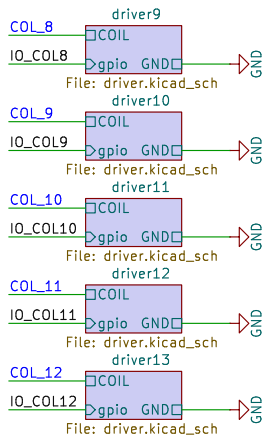 driver9
COL_8 COIL
IO_COL8 gpio GND GND
File: driver.kicad_sch
driver10
COL_9 COIL
IO_COL9 gpio GND GND
File: driver.kicad_sch
driver11
COL_10 COIL
IO_COL10 gpio GND GND
File: driver.kicad_sch
driver12
COL_11 COIL
IO_COL11 gpio GND GND
File: driver.kicad_sch
driver13
COL_12 COIL
IO_COL12 gpio GND GND
File: driver.kicad_sch